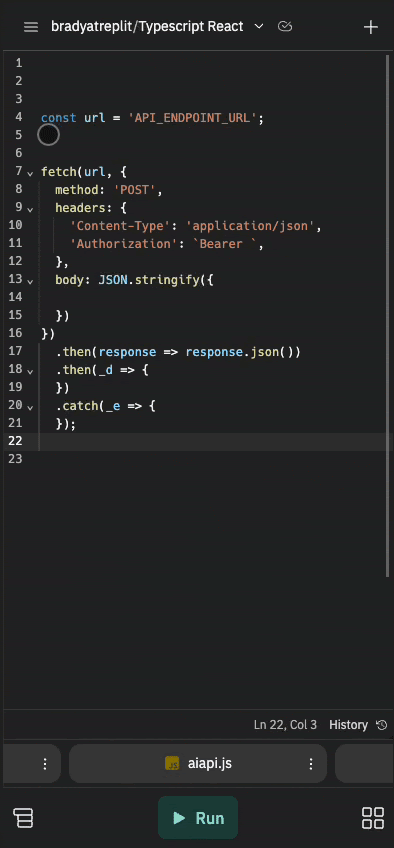 bradyatreplit/Typescript React
1
2
3
4 const url = 'API_ENDPOINT_URL';
5
6
7 fetch(url, {
8 method: 'POST',
9 headers: {
10 'Content-Type': 'application/json',
11 'Authorization': `Bearer `,
12 },
13 body: JSON.stringify({
14
15 })
16 })
17 .then(response => response.json())
18 .then(_d => {
19 })
20 .catch(_e => {
21 });
22
23
Ln 22, Col 3 History
JS aiapi.js
Run